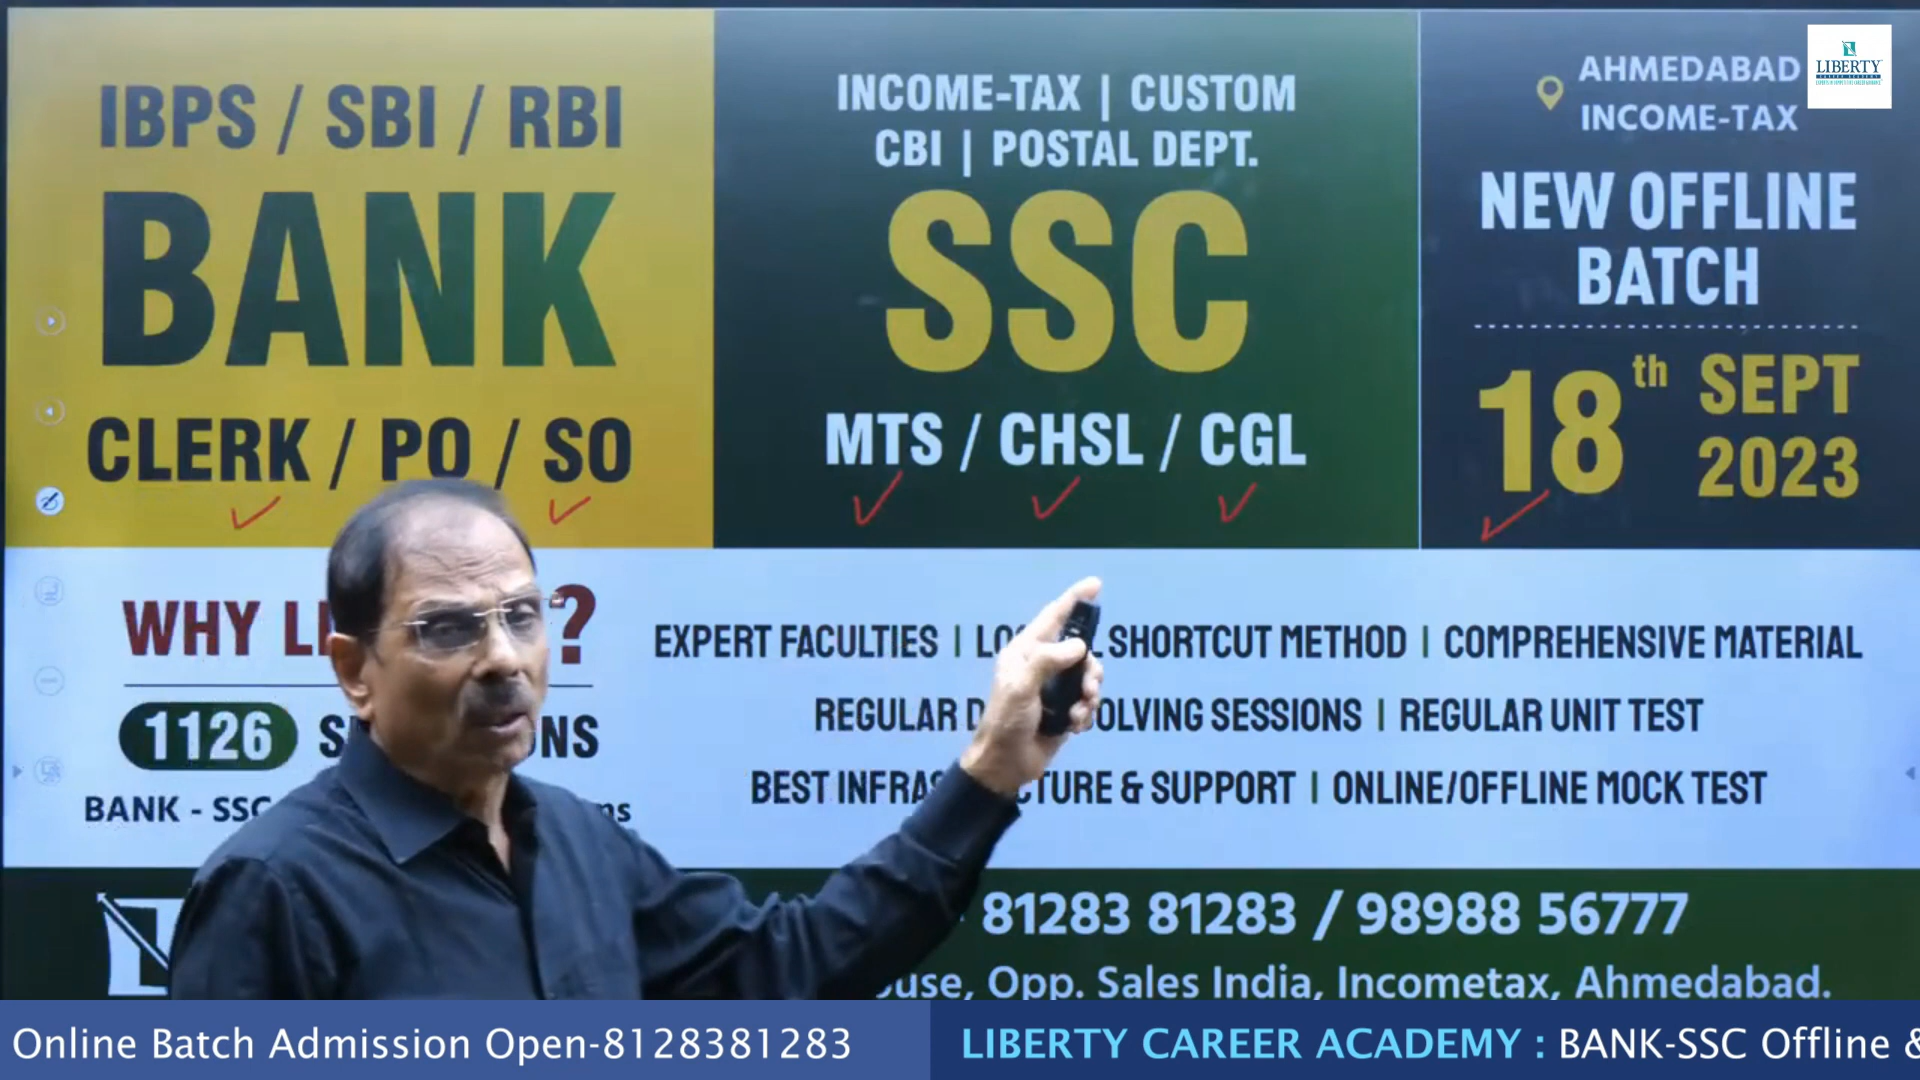 IBPS / SBI / RBI
BANK
CLERK / PO / SO
INCOME-TAX | CUSTOM
CBI | POSTAL DEPT.
SSC
MTS / CHSL / CGL
AHMEDABAD
INCOME-TAX
LIBERTY
NEW OFFLINE
BATCH
18th SEPT
2023
WHY ?
1126
BANK - SSC
EXPERT FACULTIES | SHORTCUT METHOD | COMPREHENSIVE MATERIAL
REGULAR SOLVING SESSIONS | REGULAR UNIT TEST
BEST & SUPPORT | ONLINE/OFFLINE MOCK TEST
81283 81283 / 98988 56777
Opp. Sales India, Incometax, Ahmedabad.
Online Batch Admission Open-8128381283
LIBERTY CAREER ACADEMY : BANK-SSC Offline &